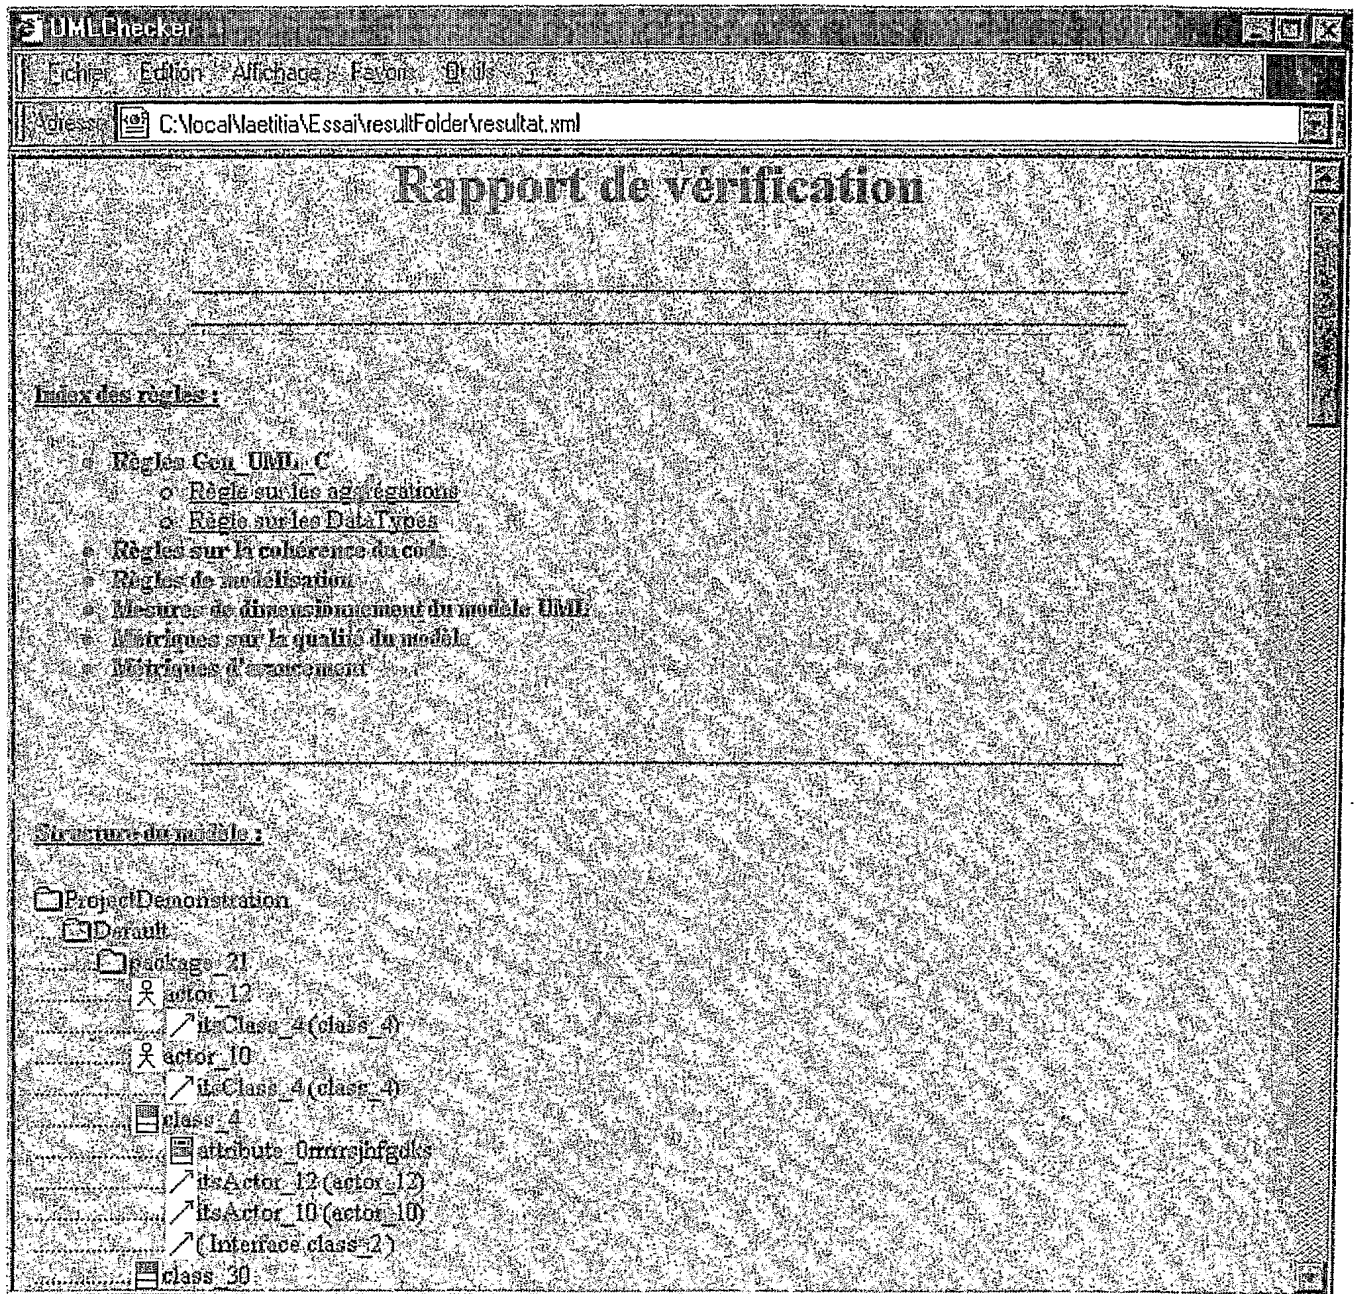 UMLChecker
Fichier Edition Affichage Favoris Outils ?
Adresse C:\local\laetitia\Essai\resultFolder\resultat.xml
Rapport de vérification
Index des règles :
Règles Gen_UML_C
Règle sur les aggrégations
Règle sur les DataTypes
Règles sur la cohérence du code
Règles de modélisation
Mesures de dimensionnement du modèle UML
Métriques sur la qualité du modèle
Métriques d'avancement
Structure du modèle :
ProjectDemonstration
Default
package_21
actor_12
itsClass_4 (class_4)
actor_10
itsClass_4 (class_4)
class_4
itsActor_12 (actor_12)
itsActor_10 (actor_10)
( Interface class_2 )
class_30